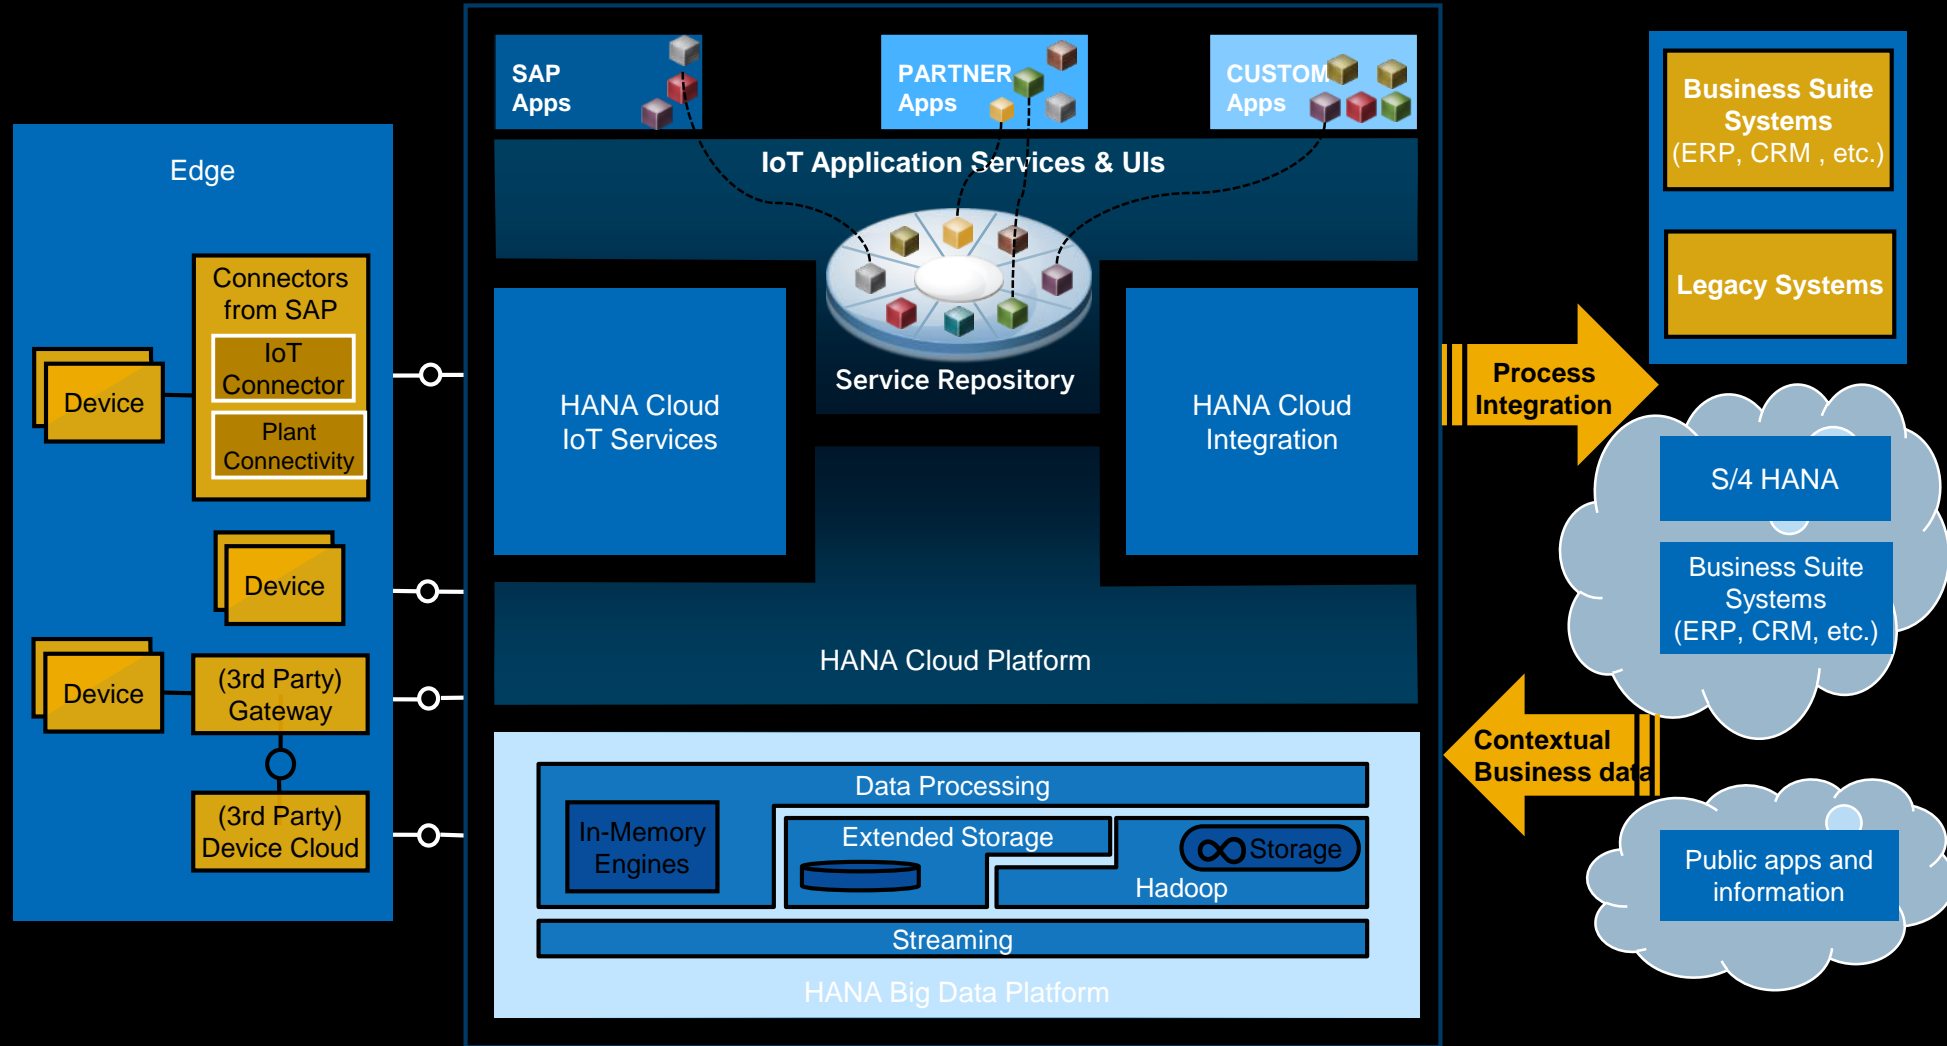 SAP
Apps
PARTNER
Apps
CUSTOM
Apps
IoT Application Services & UIs
Edge
Connectors
from SAP
IoT
Connector
Plant
Connectivity
Device
Device
Device
(3rd Party)
Gateway
(3rd Party)
Device Cloud
HANA Cloud
IoT Services
Service Repository
HANA Cloud
Integration
HANA Cloud Platform
Data Processing
In-Memory
Engines
Extended Storage
Storage
Hadoop
Streaming
HANA Big Data Platform
Process
Integration
Contextual
Business data
Business Suite
Systems
(ERP, CRM , etc.)
Legacy Systems
S/4 HANA
Business Suite
Systems
(ERP, CRM, etc.)
Public apps and
information